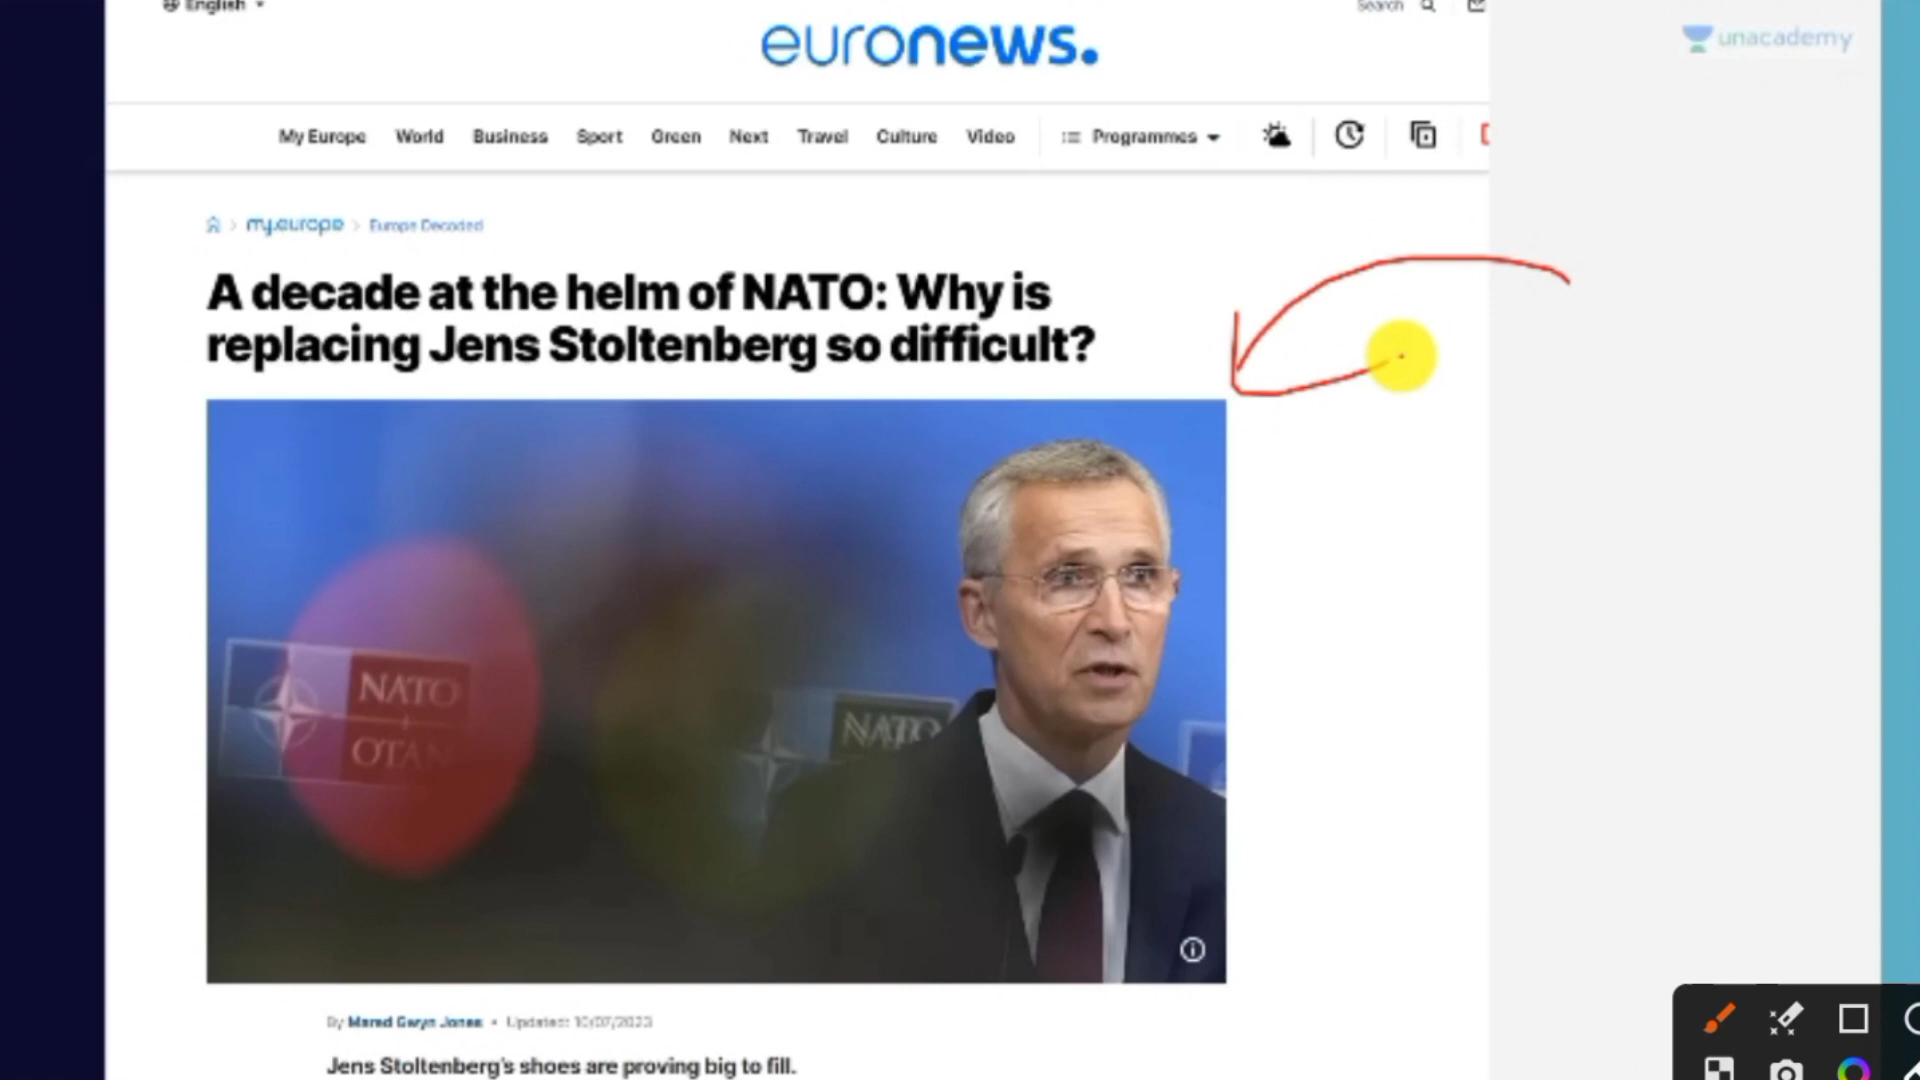 English
Search
euronews.
unacademy
My Europe World Business Sport Green Next Travel Culture Video Programmes
my.europe Europe Decoded
A decade at the helm of NATO: Why is
replacing Jens Stoltenberg so difficult?
NATO
OTAN
NATO
By Mared Gwyn Jones • Updated: 10/07/2023
Jens Stoltenberg's shoes are proving big to fill.